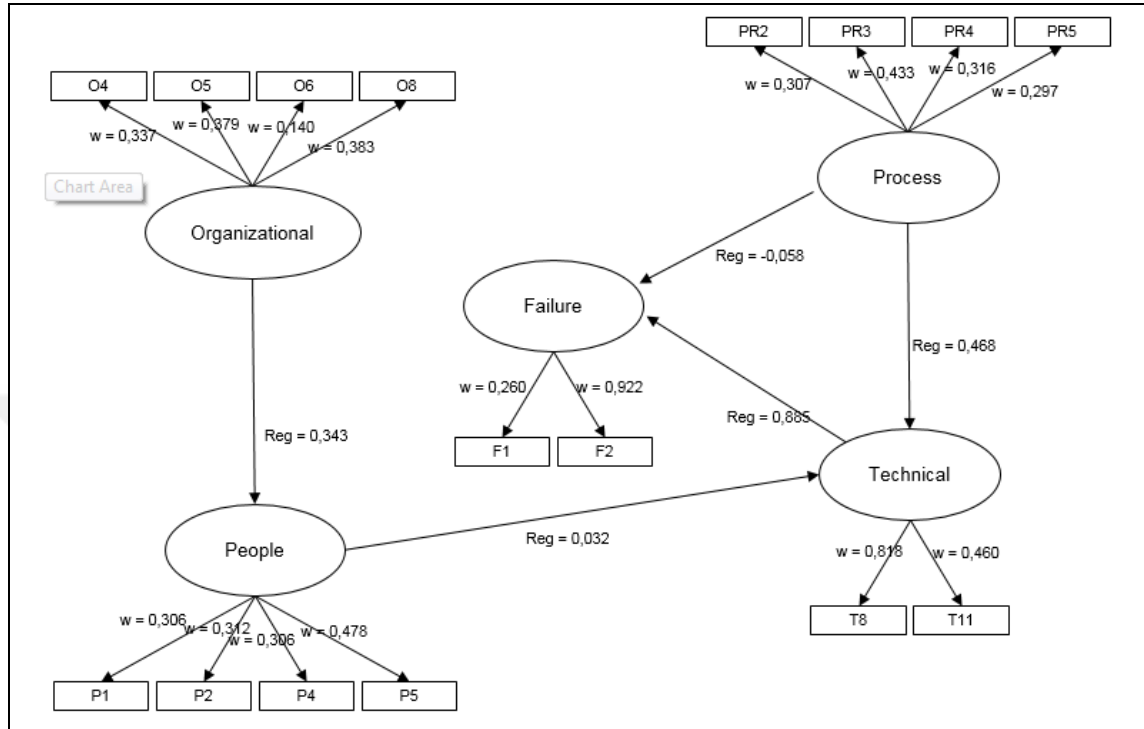 PR2 PR3 PR4 PR5
w = 0,307 w = 0,433 w = 0,316 w = 0,297
O4 O5 O6 O8
w = 0,337 w = 0,379 w = 0,140 w = 0,383
Chart Area
Process
Organizational
Reg = -0,058
Failure
Reg = 0,468
w = 0,260 w = 0,922
Reg = 0,885
Reg = 0,343
F1 F2
Technical
People
Reg = 0,032
w = 0,818 w = 0,460
w = 0,306 w = 0,312 w = 0,306 w = 0,478
T8 T11
P1 P2 P4 P5